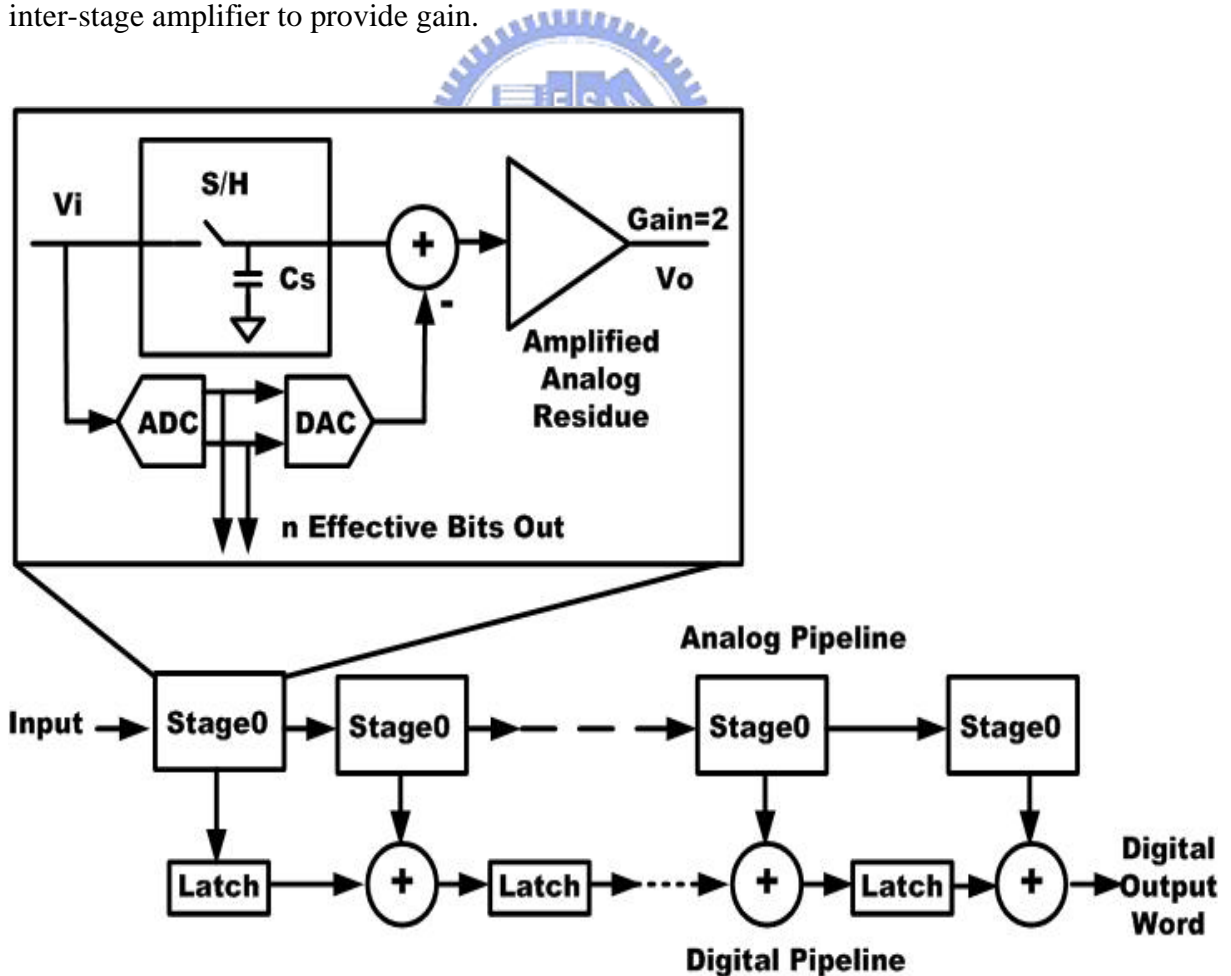 inter-stage amplifier to provide gain.
S/H
Vi
Cs
+
-
Gain=2
Vo
Amplified
Analog
Residue
ADC
DAC
n Effective Bits Out
Analog Pipeline
Input
Stage0
Stage0
Stage0
Stage0
Latch
+
Latch
+
Latch
+
Digital
Output
Word
Digital Pipeline